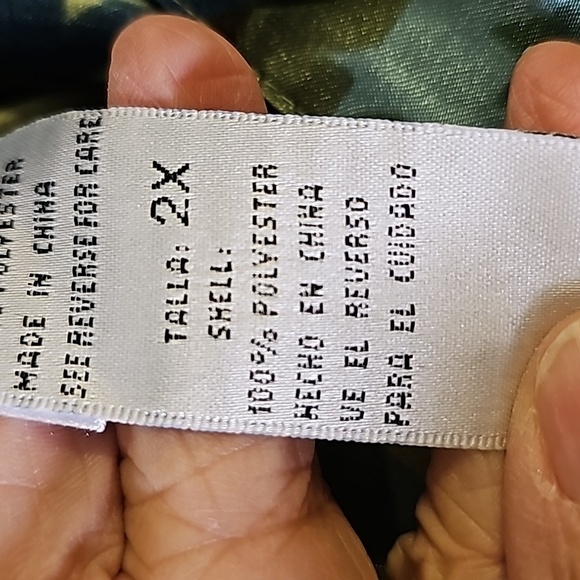 POLYESTER
MADE IN CHINA
SEE REVERSE FOR CARE
TALLA: 2X
SHELL:
100% POLYESTER
HECHO EN CHINA
VE EL REVERSO
PARA EL CUIDADO